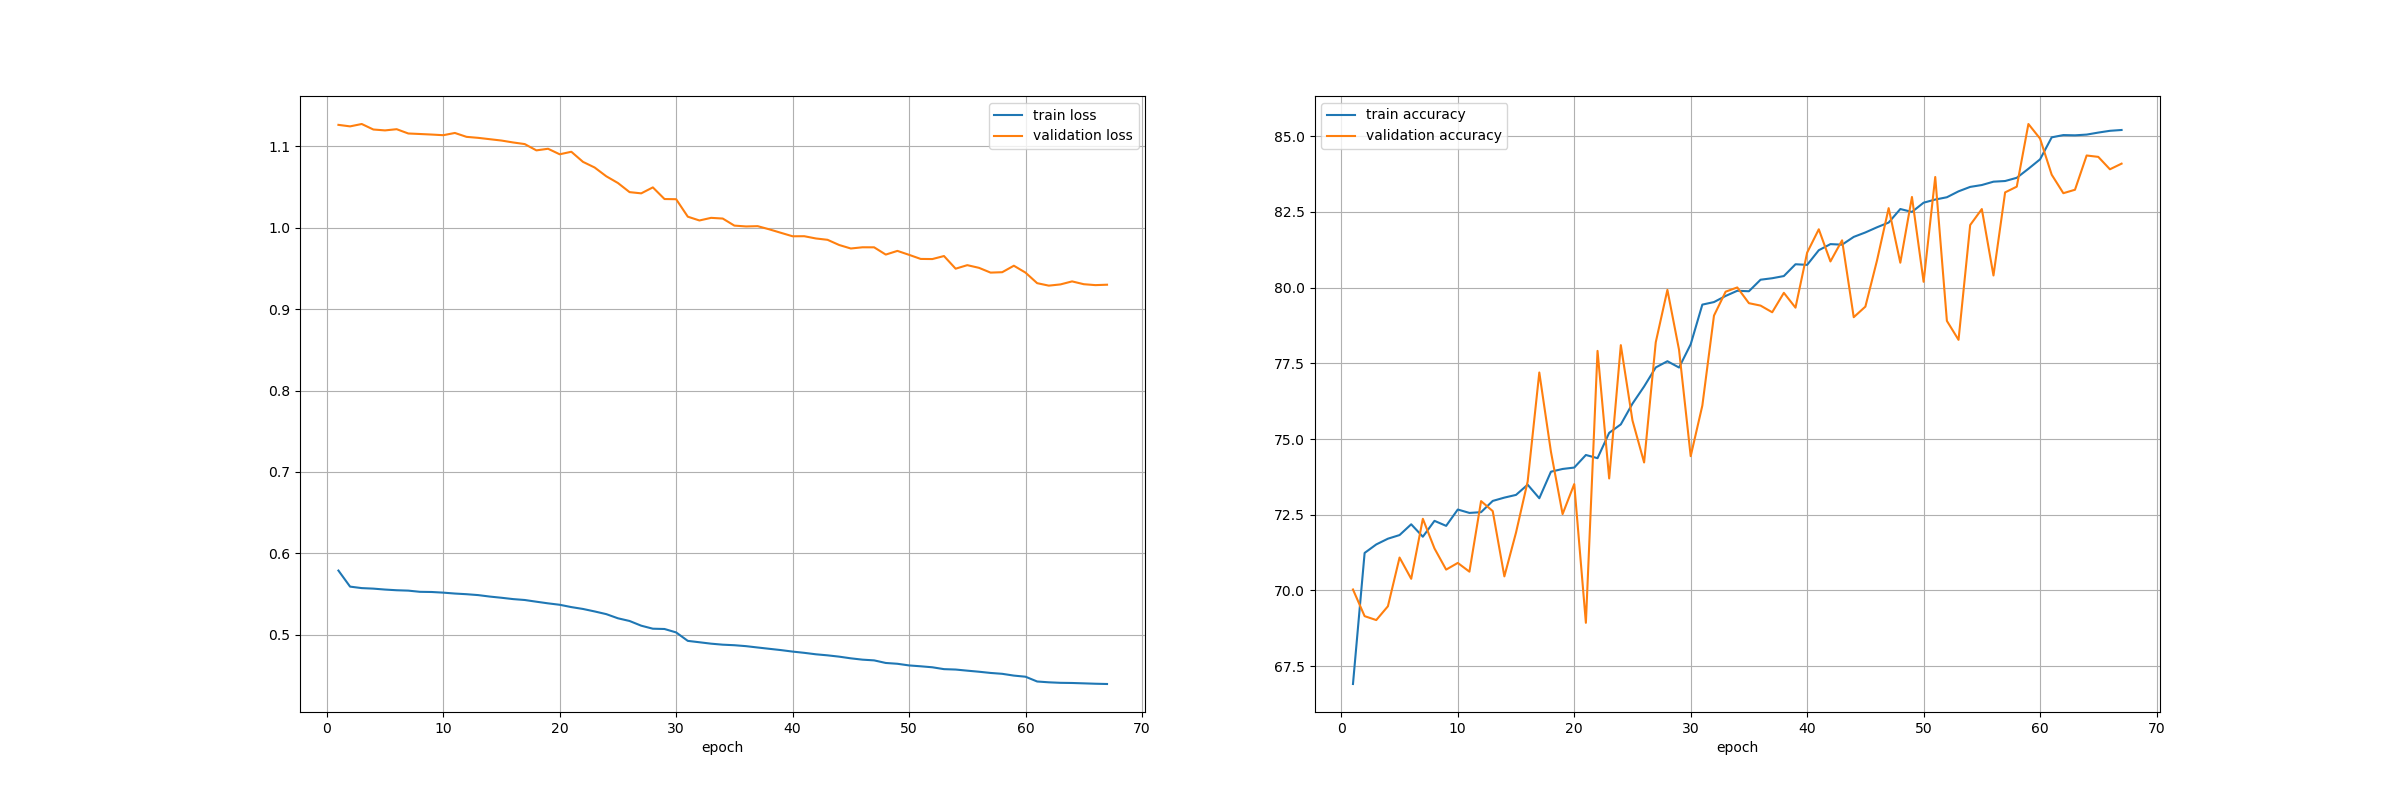 train loss
validation loss
1.1
1.0
0.9
0.8
0.7
0.6
0.5
0 10 20 30 40 50 60 70
epoch
train accuracy
validation accuracy
85.0
82.5
80.0
77.5
75.0
72.5
70.0
67.5
0 10 20 30 40 50 60 70
epoch